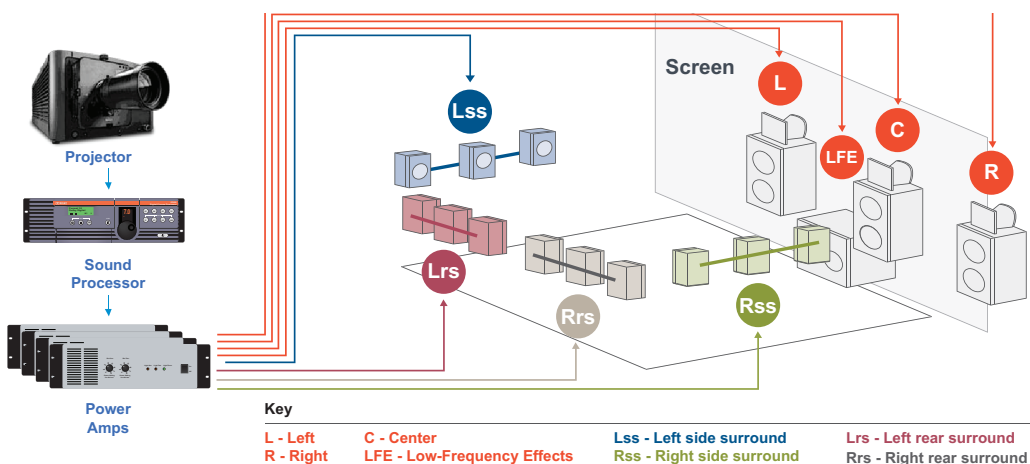 Projector
Sound
Processor
Power
Amps
Screen
L
Lss
C
LFE
R
Lrs
Rrs
Rss
Key
L - Left
C - Center
Lss - Left side surround
Lrs - Left rear surround
R - Right
LFE - Low-Frequency Effects
Rss - Right side surround
Rrs - Right rear surround